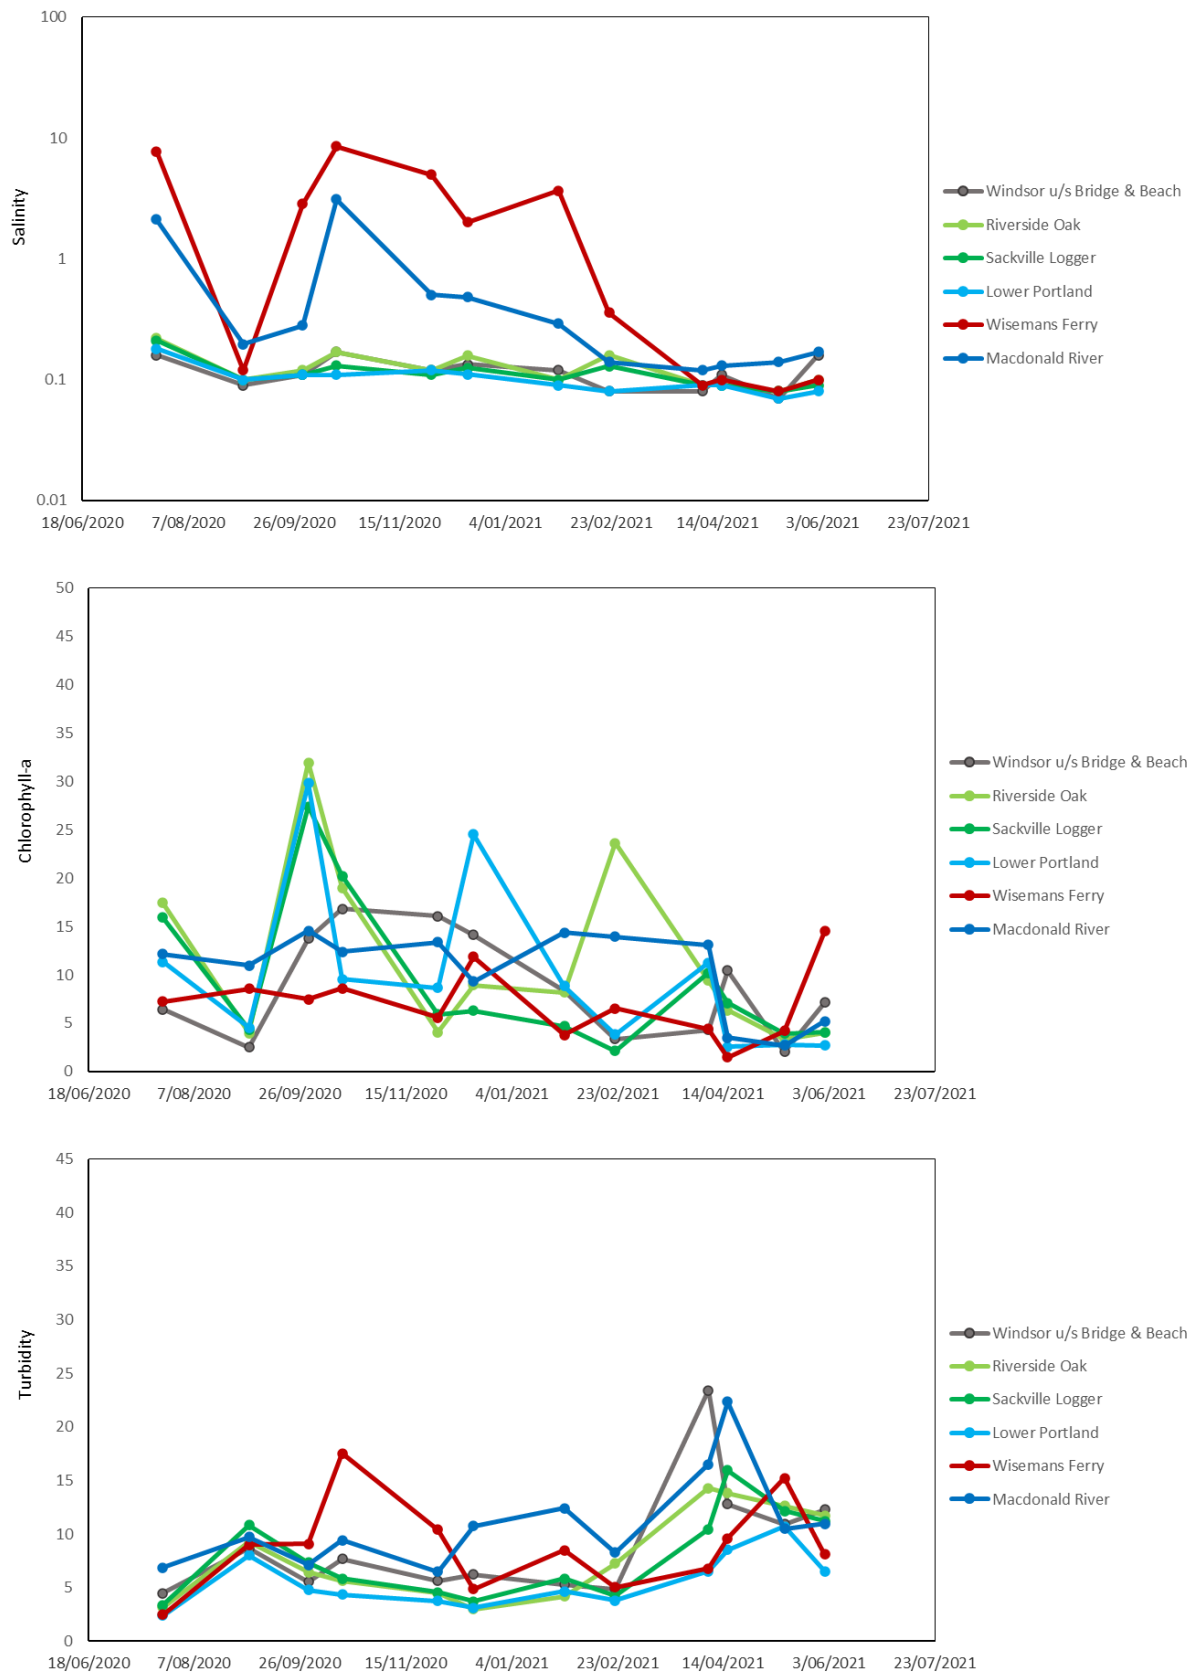 100
10
1
0.1
0.01
Salinity
18/06/2020 7/08/2020 26/09/2020 15/11/2020 4/01/2021 23/02/2021 14/04/2021 3/06/2021 23/07/2021
Windsor u/s Bridge & Beach
Riverside Oak
Sackville Logger
Lower Portland
Wisemans Ferry
Macdonald River
50
45
40
35
30
25
20
15
10
5
0
Chlorophyll-a
18/06/2020 7/08/2020 26/09/2020 15/11/2020 4/01/2021 23/02/2021 14/04/2021 3/06/2021 23/07/2021
Windsor u/s Bridge & Beach
Riverside Oak
Sackville Logger
Lower Portland
Wisemans Ferry
Macdonald River
45
40
35
30
25
20
15
10
5
0
Turbidity
18/06/2020 7/08/2020 26/09/2020 15/11/2020 4/01/2021 23/02/2021 14/04/2021 3/06/2021 23/07/2021
Windsor u/s Bridge & Beach
Riverside Oak
Sackville Logger
Lower Portland
Wisemans Ferry
Macdonald River